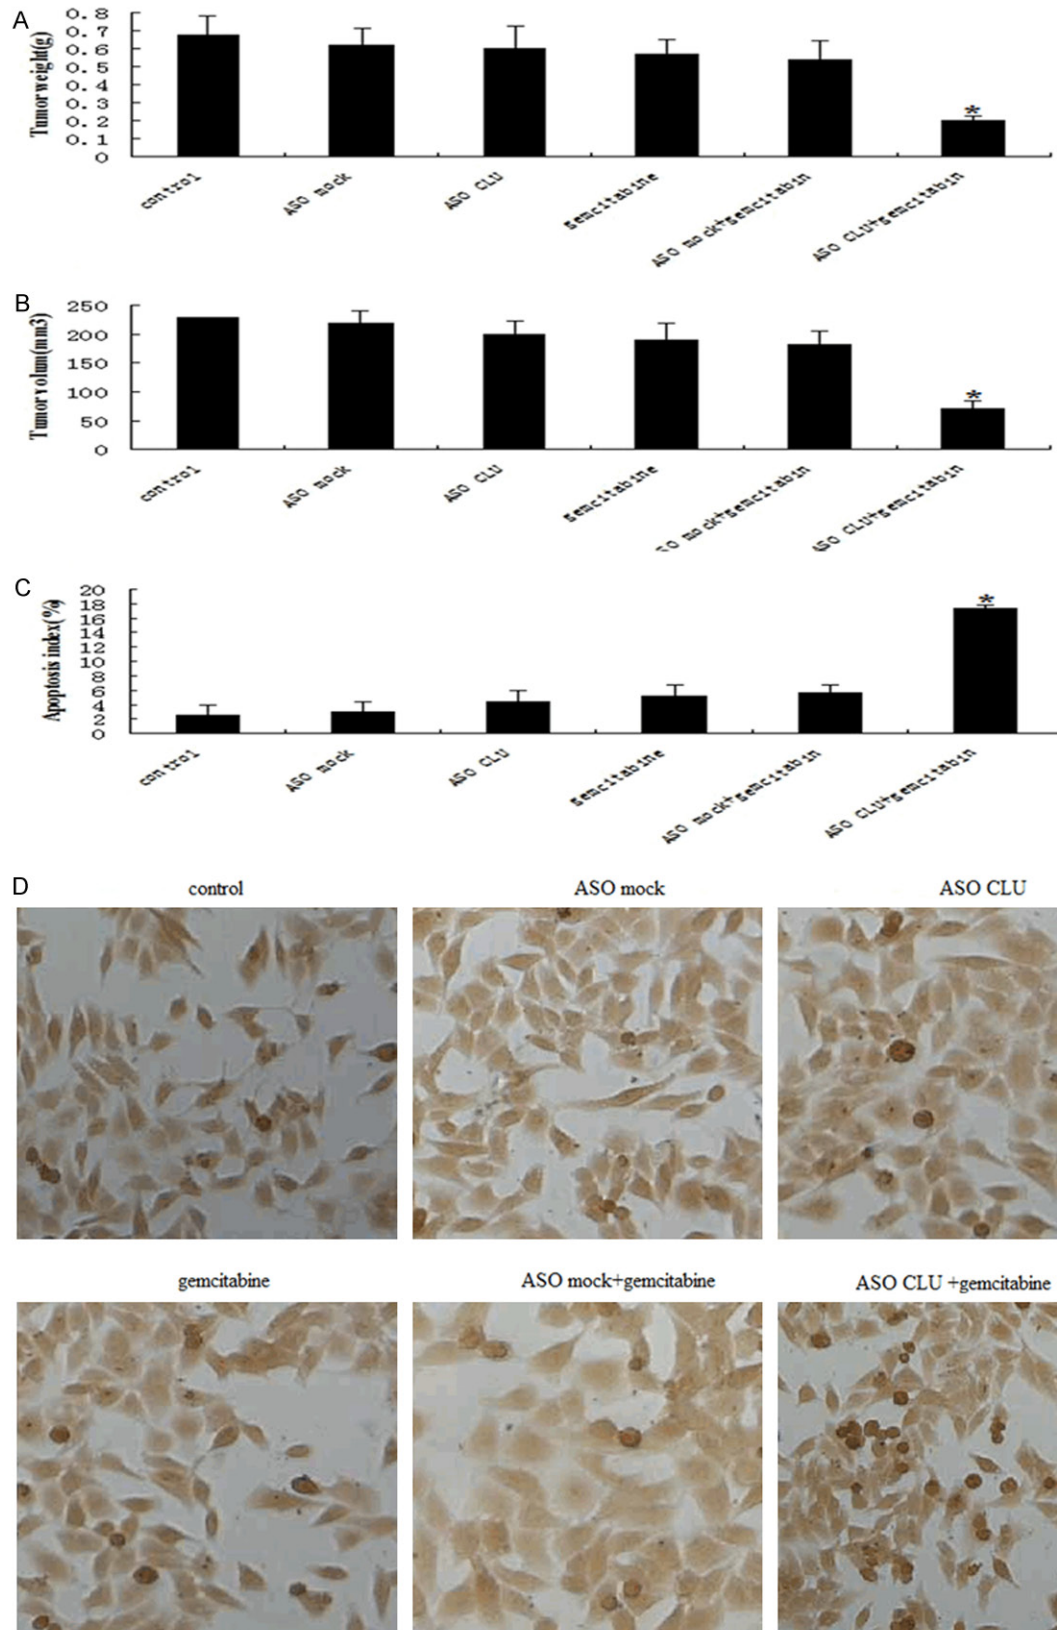 A
Tumor weight(g)
0.8
0.7
0.6
0.5
0.4
0.3
0.2
0.1
0
*
control
ASO mock
ASO CLU
gemcitabine
ASO mock+gemcitabin
ASO CLU+gemcitabin
B
Tumor volum(mm3)
250
200
150
100
50
0
*
control
ASO mock
ASO CLU
gemcitabine
SO mock+gemcitabin
ASO CLU+gemcitabin
C
Apoptosis index(%)
20
18
16
14
12
10
8
6
4
2
0
*
control
ASO mock
ASO CLU
gemcitabine
ASO mock+gemcitabin
ASO CLU+gemcitabin
D
control
ASO mock
ASO CLU
gemcitabine
ASO mock+gemcitabine
ASO CLU +gemcitabine